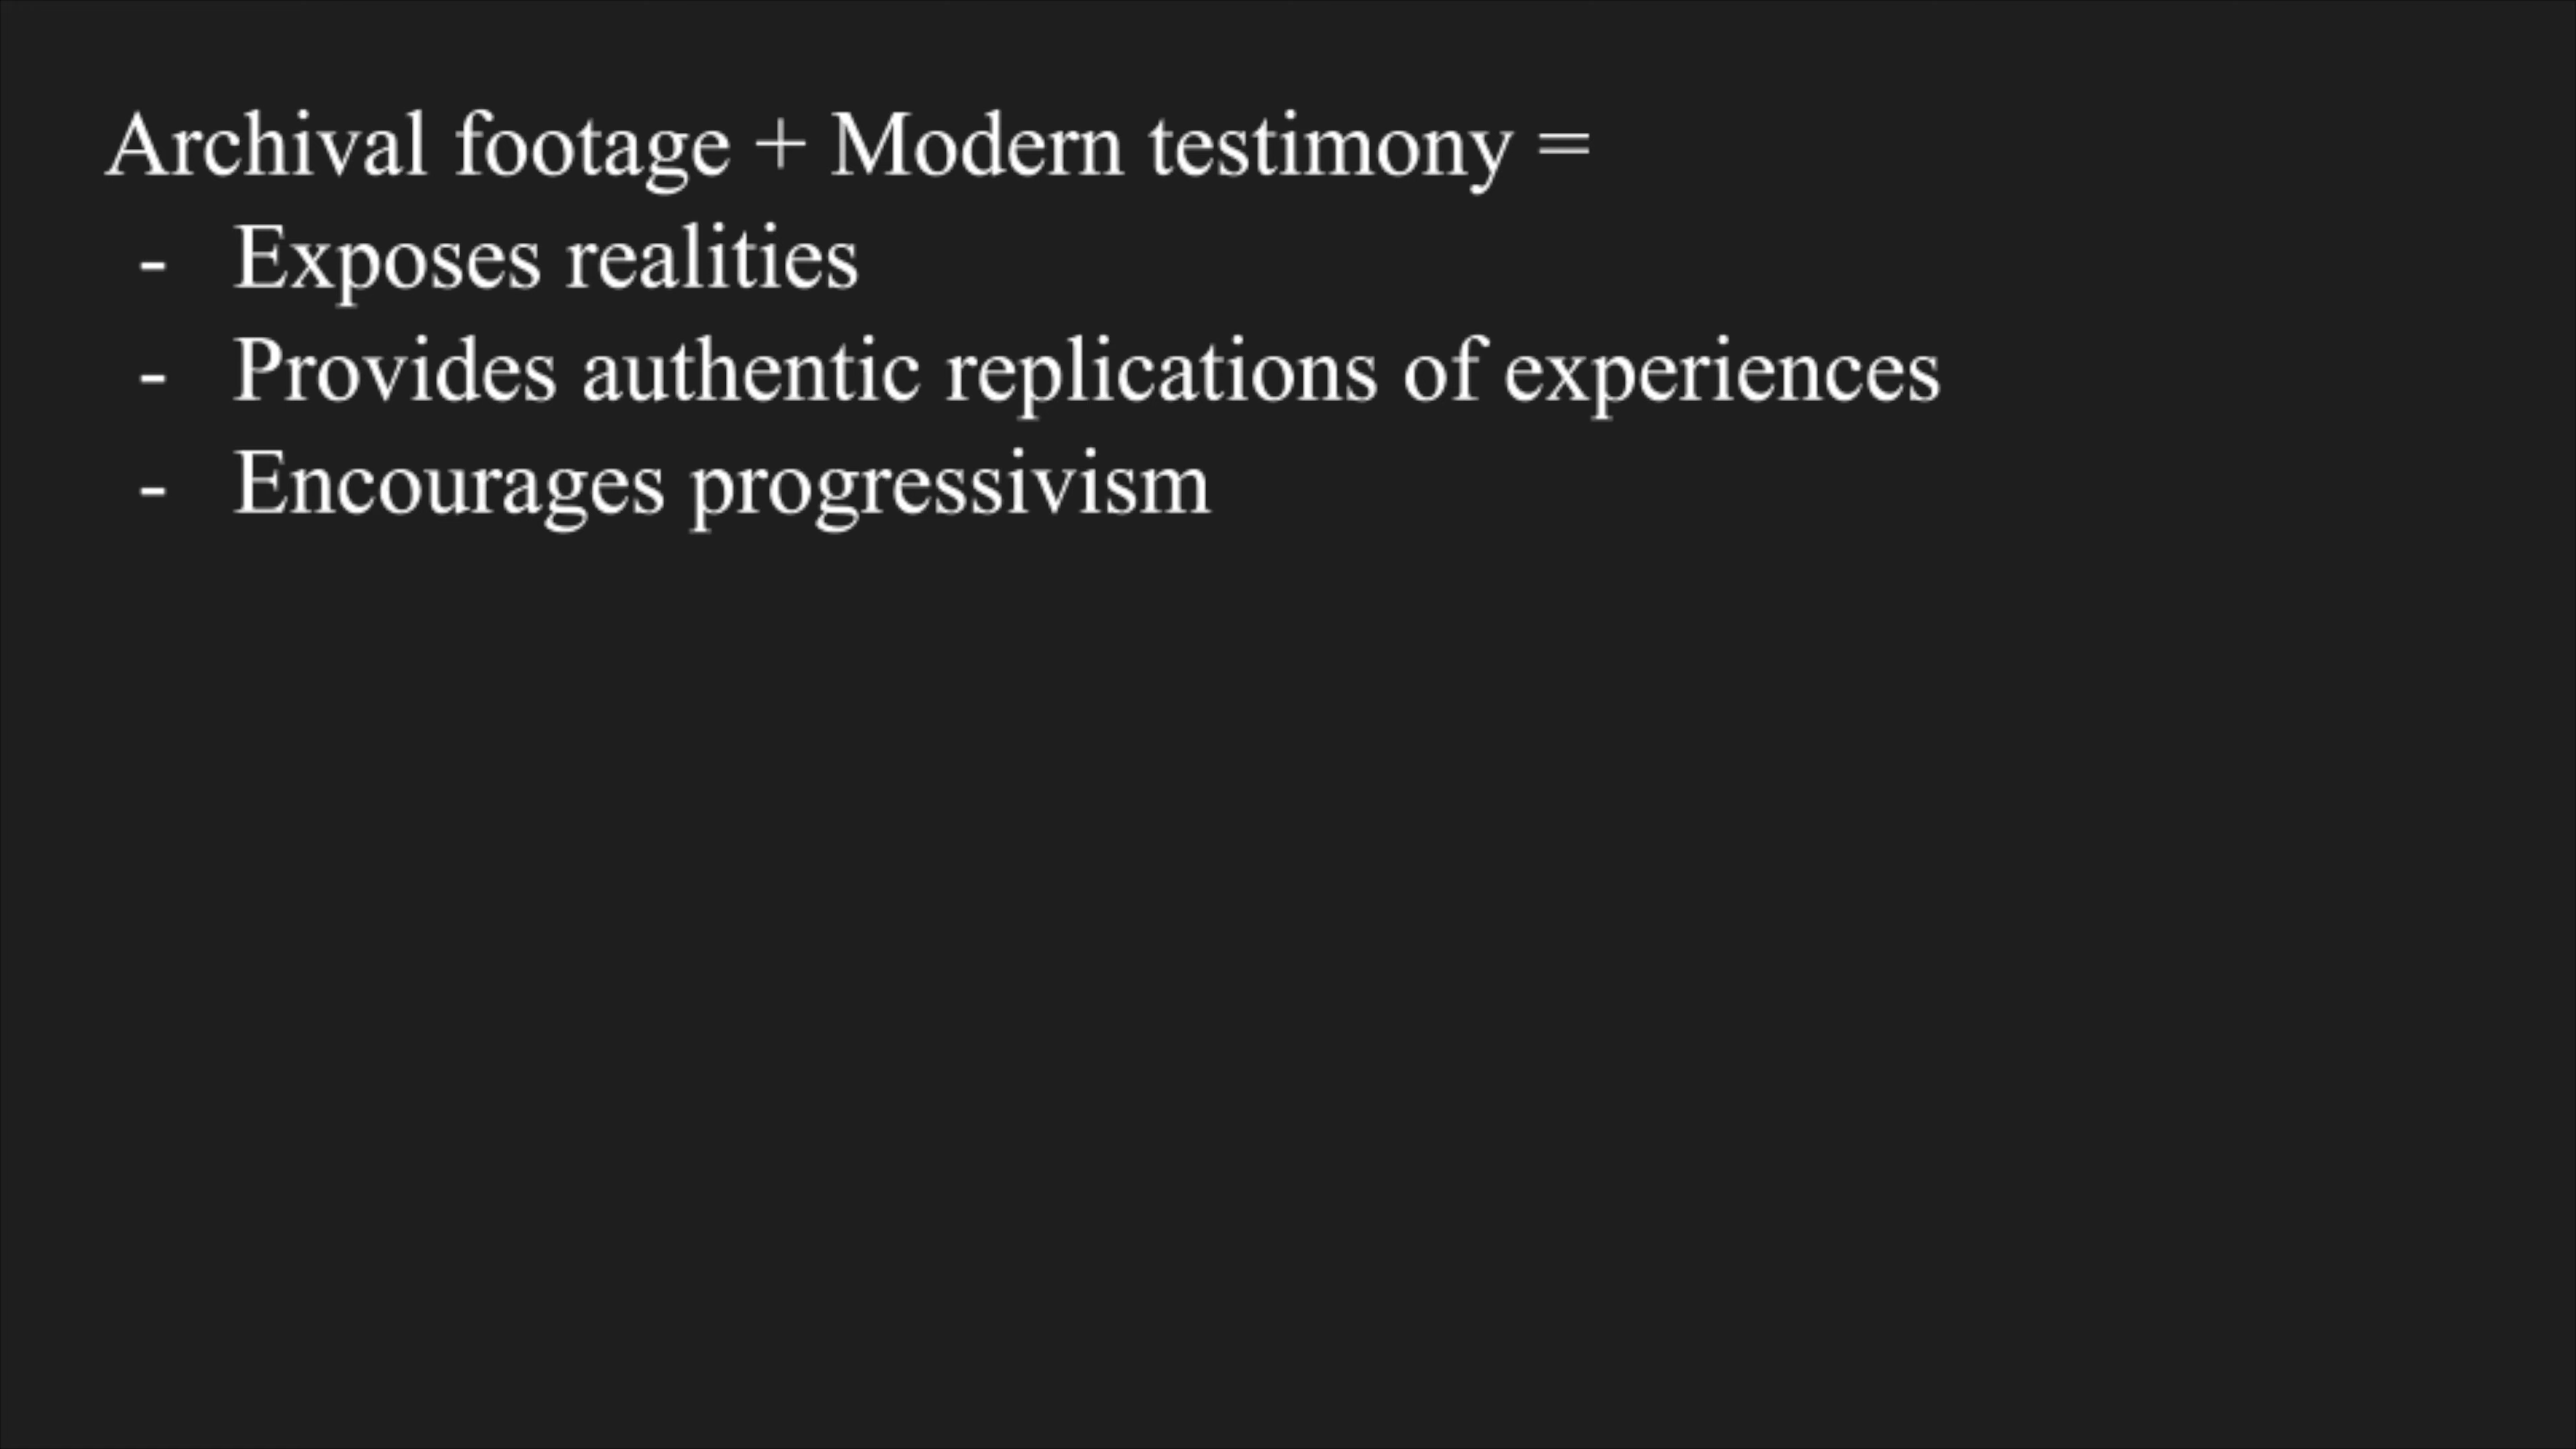 Archival footage + Modern testimony =
- Exposes realities
- Provides authentic replications of experiences
- Encourages progressivism